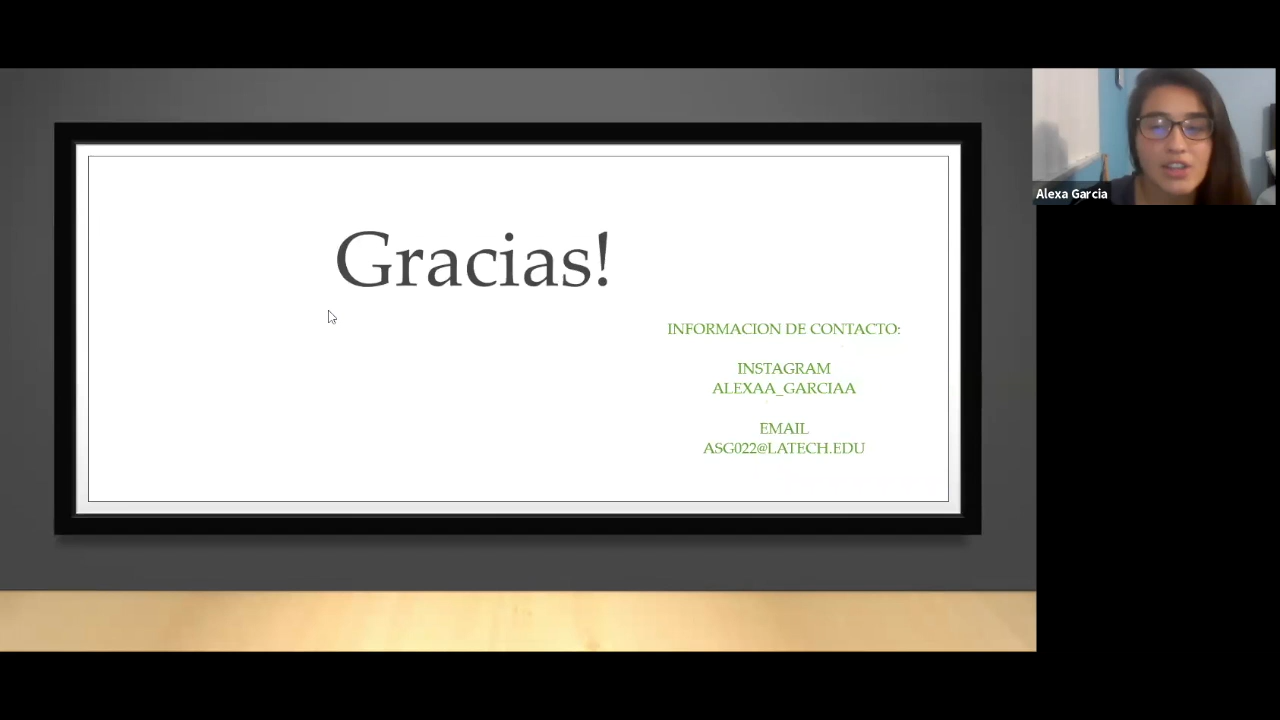 Gracias!
INFORMACION DE CONTACTO:
INSTAGRAM
ALEXAA_GARCIAA
EMAIL
ASG022@LATECH.EDU
Alexa Garcia